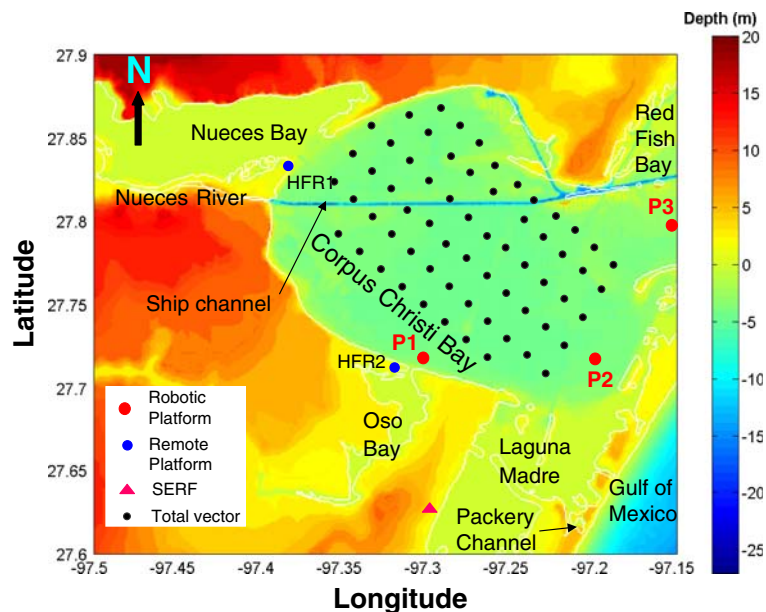 Depth (m)
27.9
27.85
27.8
27.75
27.7
27.65
27.6
Latitude
N
Nueces Bay
Red
Fish
Bay
HFR1
Nueces River
P3
Ship channel
Corpus Christi Bay
P1
HFR2
P2
Robotic
Platform
Remote
Platform
SERF
Total vector
Oso
Bay
Laguna
Madre
Gulf of
Mexico
Packery
Channel
-97.5
-97.45
-97.4
-97.35
-97.3
-97.25
-97.2
-97.15
Longitude
20
15
10
5
0
-5
-10
-15
-20
-25